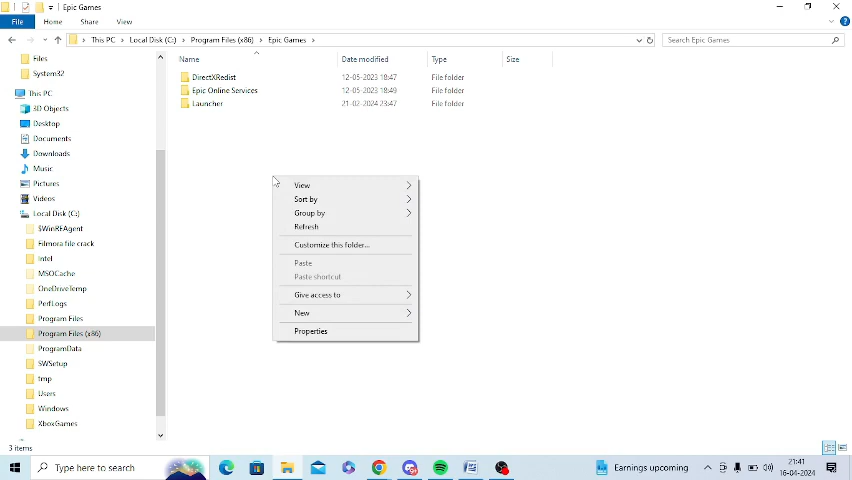 Epic Games
File Home Share View
This PC Local Disk (C:) Program Files (x86) Epic Games
Search Epic Games
Name Date modified Type Size
DirectXRedist 12-05-2023 18:47 File folder
Epic Online Services 12-05-2023 18:49 File folder
Launcher 21-02-2024 23:47 File folder
Files
System32
This PC
3D Objects
Desktop
Documents
Downloads
Music
Pictures
Videos
Local Disk (C:)
$WinREAgent
Filmora file crack
Intel
MSOCache
OneDriveTemp
PerfLogs
Program Files
Program Files (x86)
ProgramData
SWSetup
tmp
Users
Windows
XboxGames
View
Sort by
Group by
Refresh
Customize this folder...
Paste
Paste shortcut
Give access to
New
Properties
3 items
Type here to search
Earnings upcoming
21:41
16-04-2024